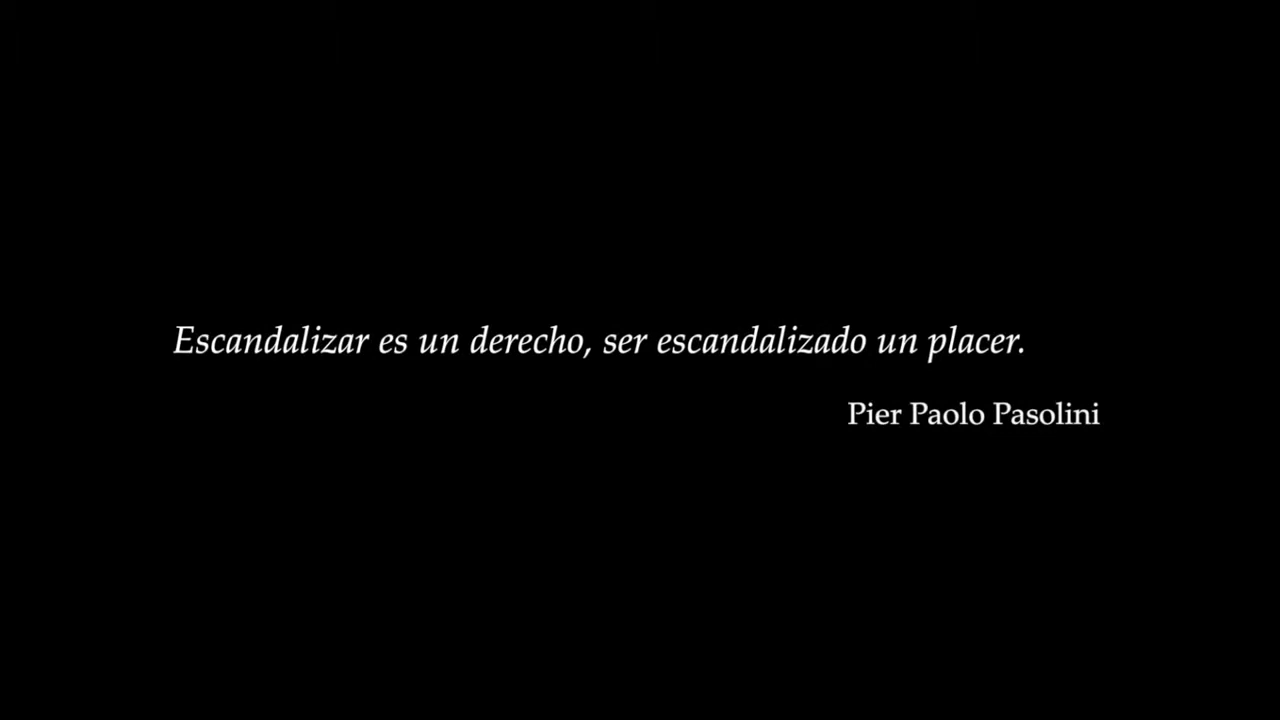 Escandalizar es un derecho, ser escandalizado un placer.
Pier Paolo Pasolini